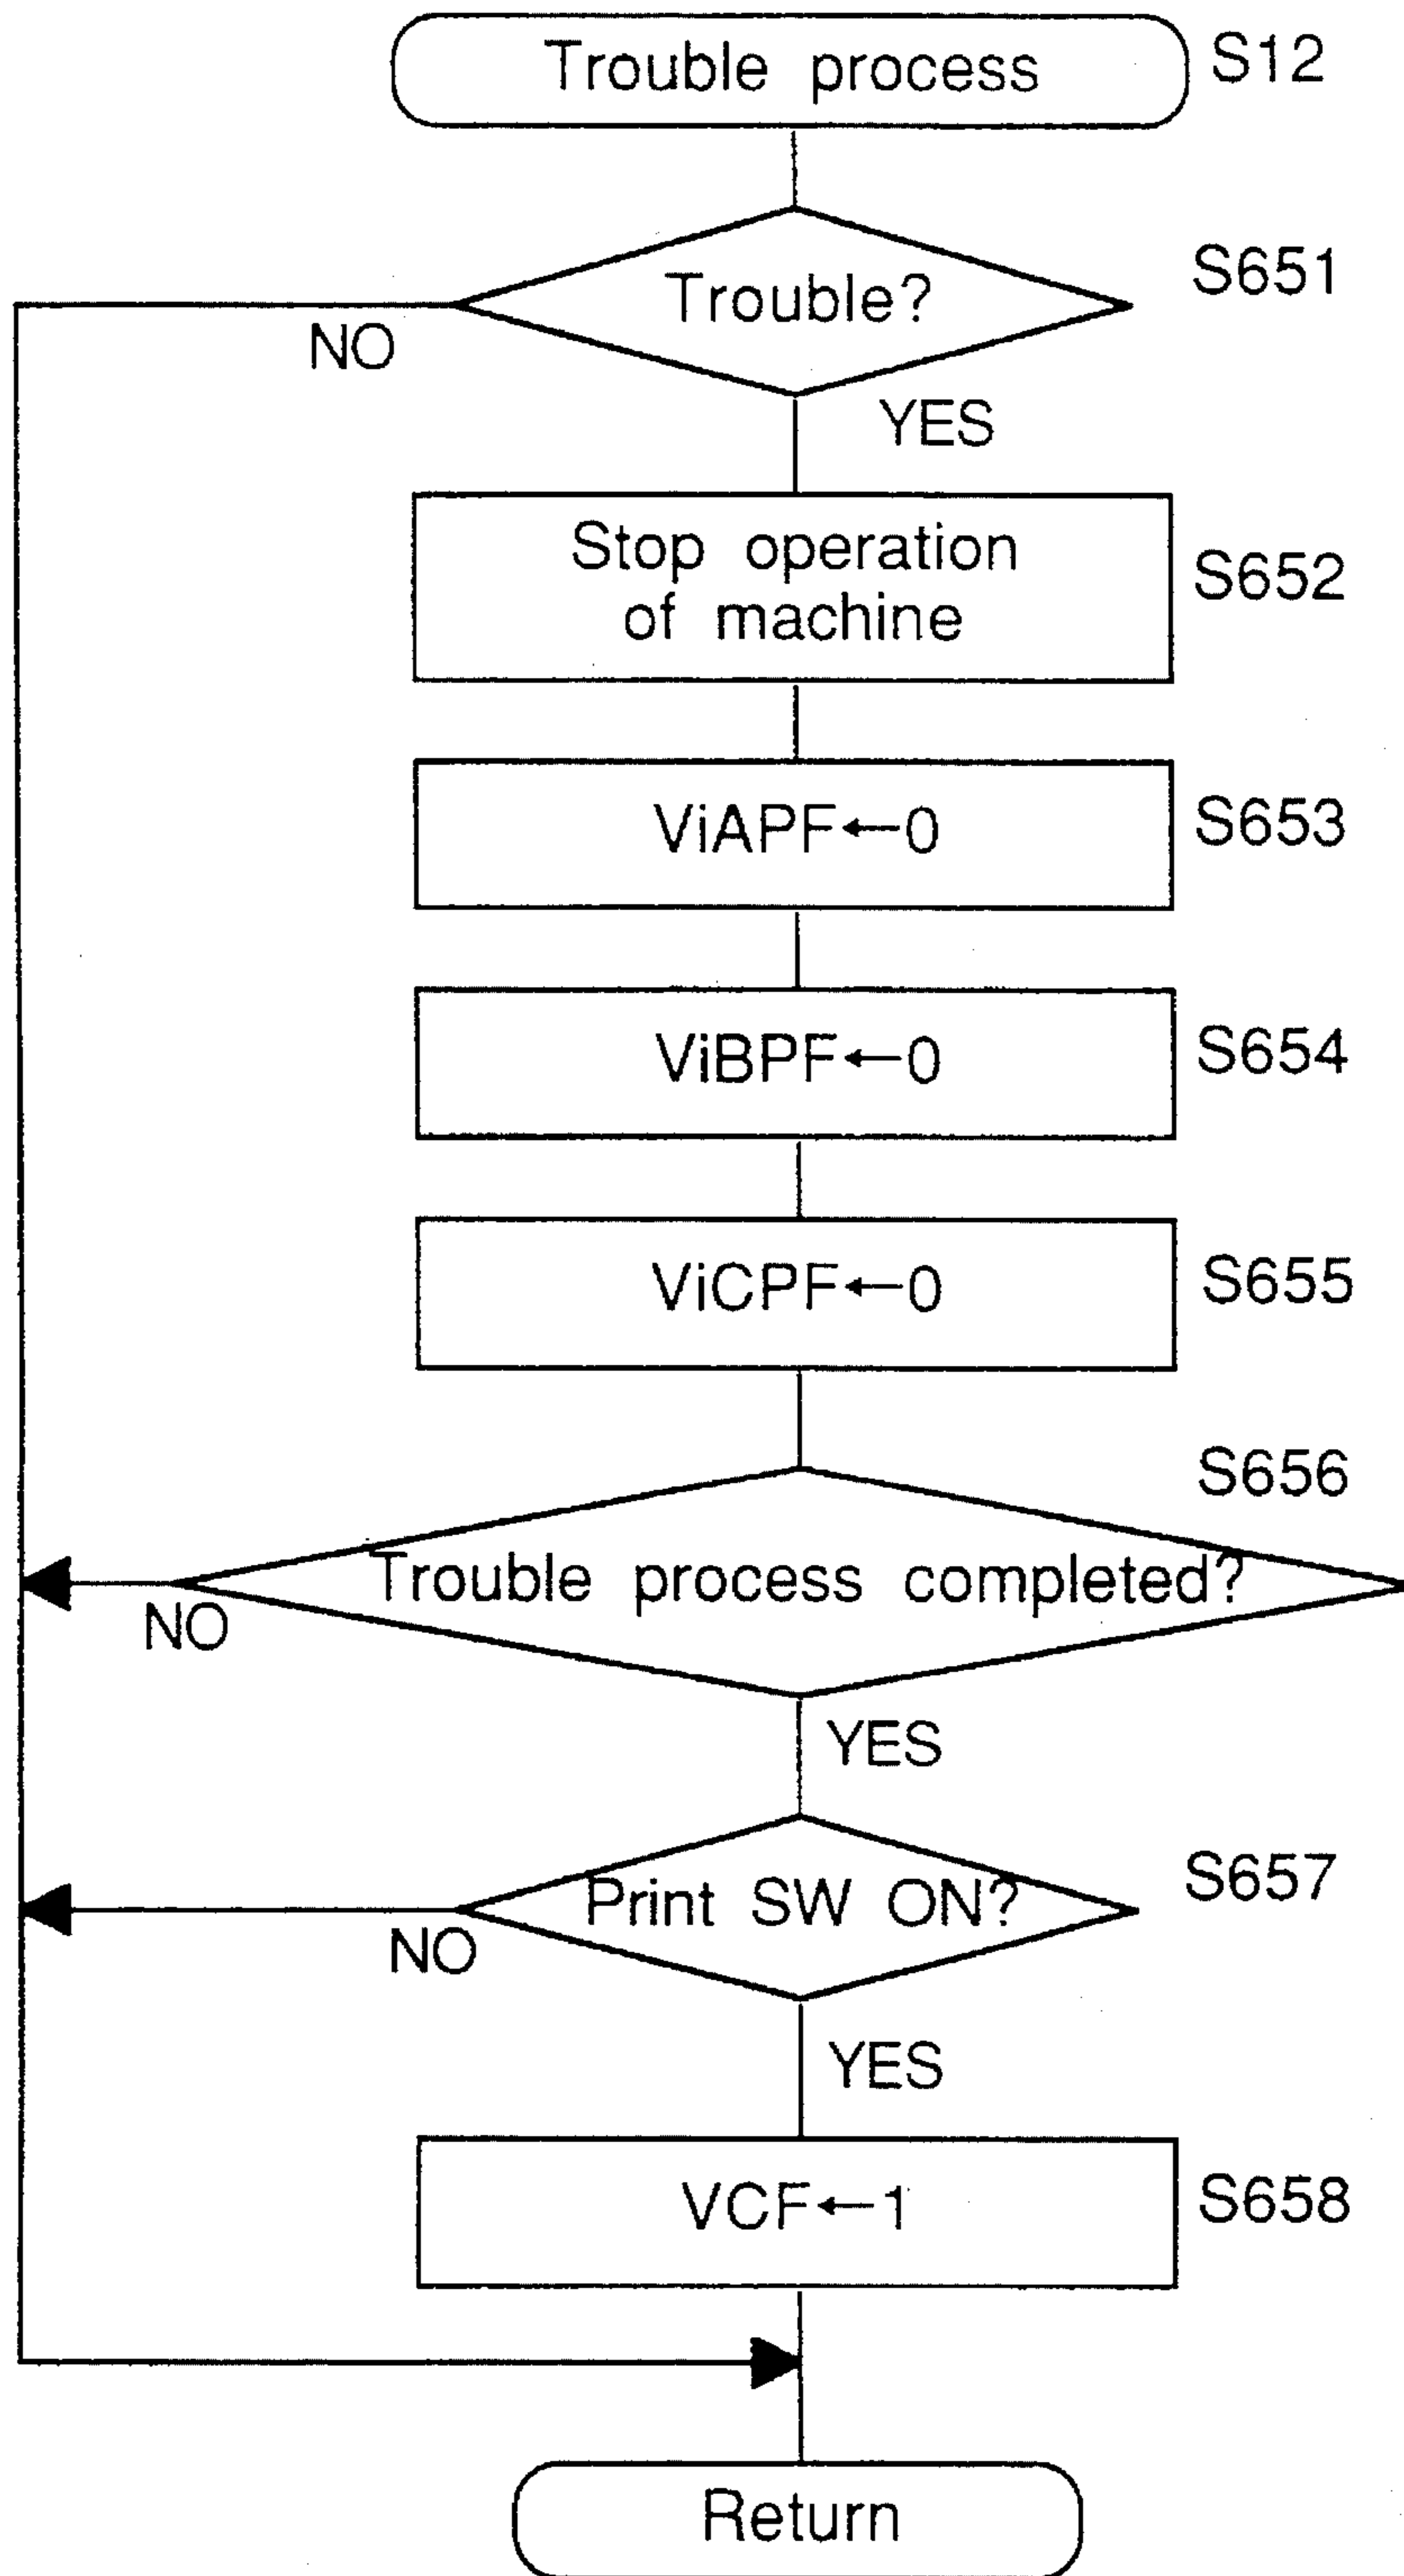 Trouble process
S12
Trouble?
S651
NO
YES
Stop operation
of machine
S652
ViAPF←0
S653
ViBPF←0
S654
ViCPF←0
S655
S656
Trouble process completed?
NO
YES
Print SW ON?
S657
NO
YES
VCF←1
S658
Return